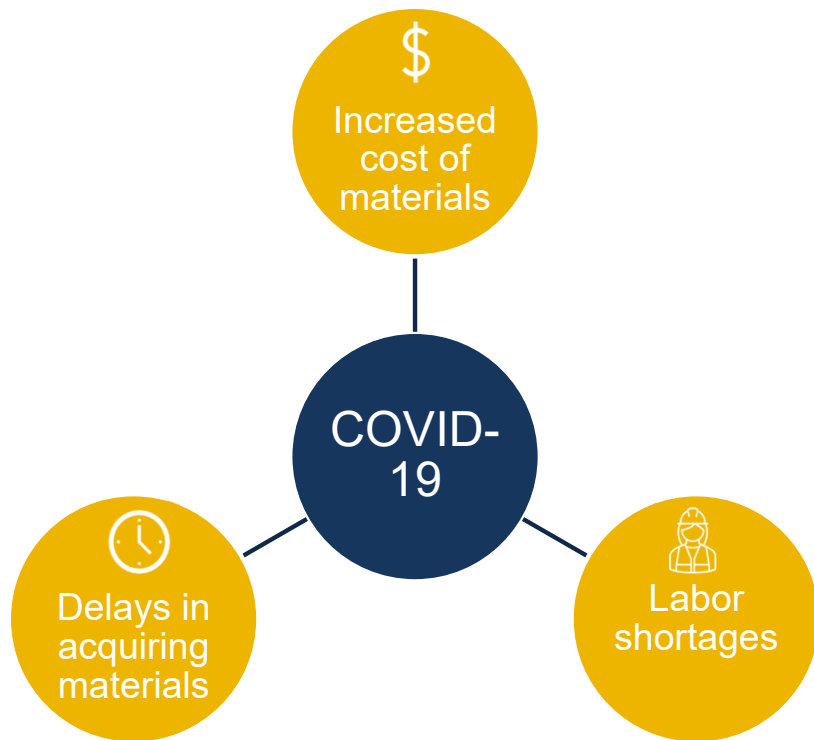 $
Increased
cost of
materials
COVID-
19
Delays in
acquiring
materials
Labor
shortages